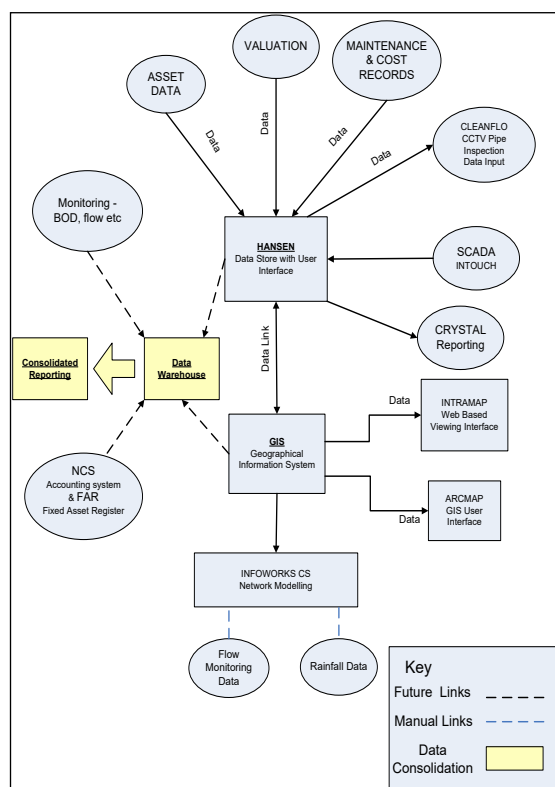 VALUATION
MAINTENANCE
& COST
RECORDS
ASSET
DATA
Data
Data
Data
Data
CLEANFLO
CCTV Pipe
Inspection
Data Input
Monitoring -
BOD, flow etc
HANSEN
Data Store with User
Interface
SCADA
INTOUCH
CRYSTAL
Reporting
Data Link
Consolidated
Reporting
Data
Warehouse
GIS
Geographical
Information System
Data
INTRAMAP
Web Based
Viewing Interface
NCS
Accounting system
& FAR
Fixed Asset Register
Data
ARCMAP
GIS User
Interface
INFOWORKS CS
Network Modelling
Flow
Monitoring
Data
Rainfall Data
Key
Future Links
Manual Links
Data
Consolidation